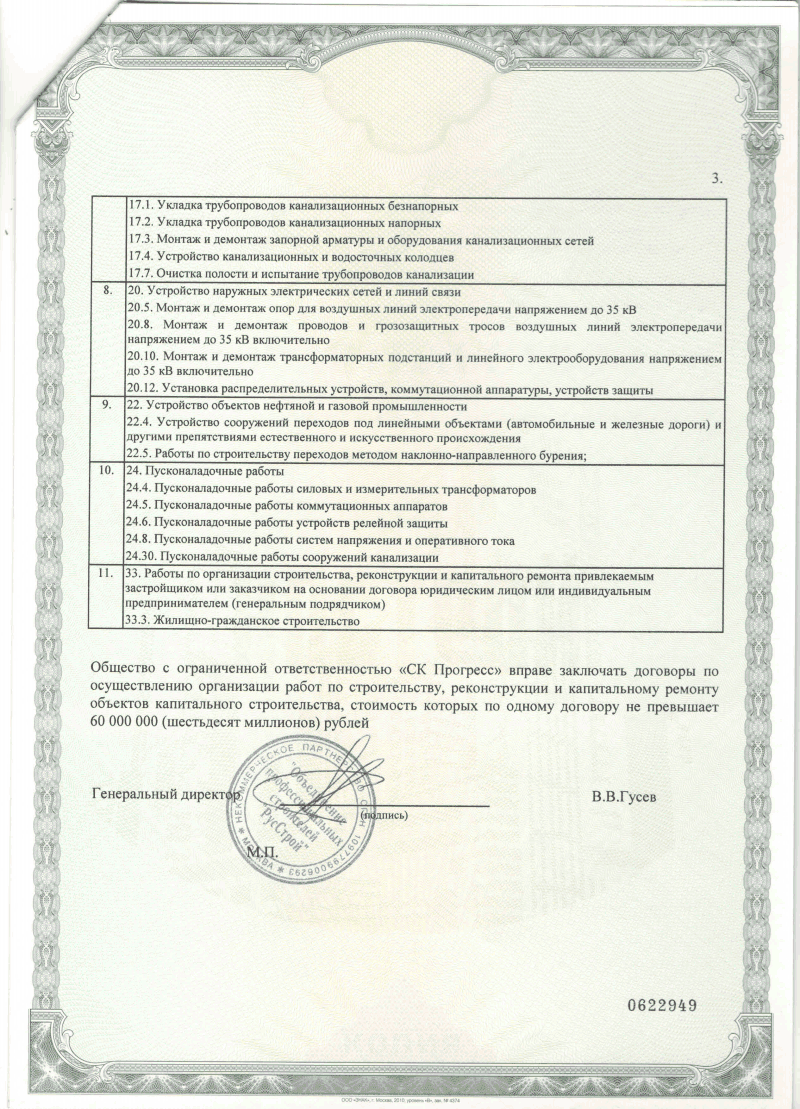 3.
17.1. Укладка трубопроводов канализационных безнапорных
17.2. Укладка трубопроводов канализационных напорных
17.3. Монтаж и демонтаж запорной арматуры и оборудования канализационных сетей
17.4. Устройство канализационных и водосточных колодцев
17.7. Очистка полости и испытание трубопроводов канализации
8. 20. Устройство наружных электрических сетей и линий связи
20.5. Монтаж и демонтаж опор для воздушных линий электропередачи напряжением до 35 кВ
20.8. Монтаж и демонтаж проводов и грозозащитных тросов воздушных линий электропередачи
напряжением до 35 кВ включительно
20.10. Монтаж и демонтаж трансформаторных подстанций и линейного электрооборудования напряжением
до 35 кВ включительно
20.12. Установка распределительных устройств, коммутационной аппаратуры, устройств защиты
9. 22. Устройство объектов нефтяной и газовой промышленности
22.4. Устройство сооружений переходов под линейными объектами (автомобильные и железные дороги) и
другими препятствиями естественного и искусственного происхождения
22.5. Работы по строительству переходов методом наклонно-направленного бурения;
10. 24. Пусконаладочные работы
24.4. Пусконаладочные работы силовых и измерительных трансформаторов
24.5. Пусконаладочные работы коммутационных аппаратов
24.6. Пусконаладочные работы устройств релейной защиты
24.8. Пусконаладочные работы систем напряжения и оперативного тока
24.30. Пусконаладочные работы сооружений канализации
11. 33. Работы по организации строительства, реконструкции и капитального ремонта привлекаемым
застройщиком или заказчиком на основании договора юридическим лицом или индивидуальным
предпринимателем (генеральным подрядчиком)
33.3. Жилищно-гражданское строительство
Общество с ограниченной ответственностью «СК Прогресс» вправе заключать договоры по
осуществлению организации работ по строительству, реконструкции и капитальному ремонту
объектов капитального строительства, стоимость которых по одному договору не превышает
60 000 000 (шестьдесят миллионов) рублей
Генеральный директор
В.В.Гусев
(подпись)
М.П.
НЕКОММЕРЧЕСКОЕ ПАРТНЕРСТВО * ОГРН 1097799006293 * МОСКВА *
"Объединение
профессиональных
строителей
"РусСтрой"
0622949